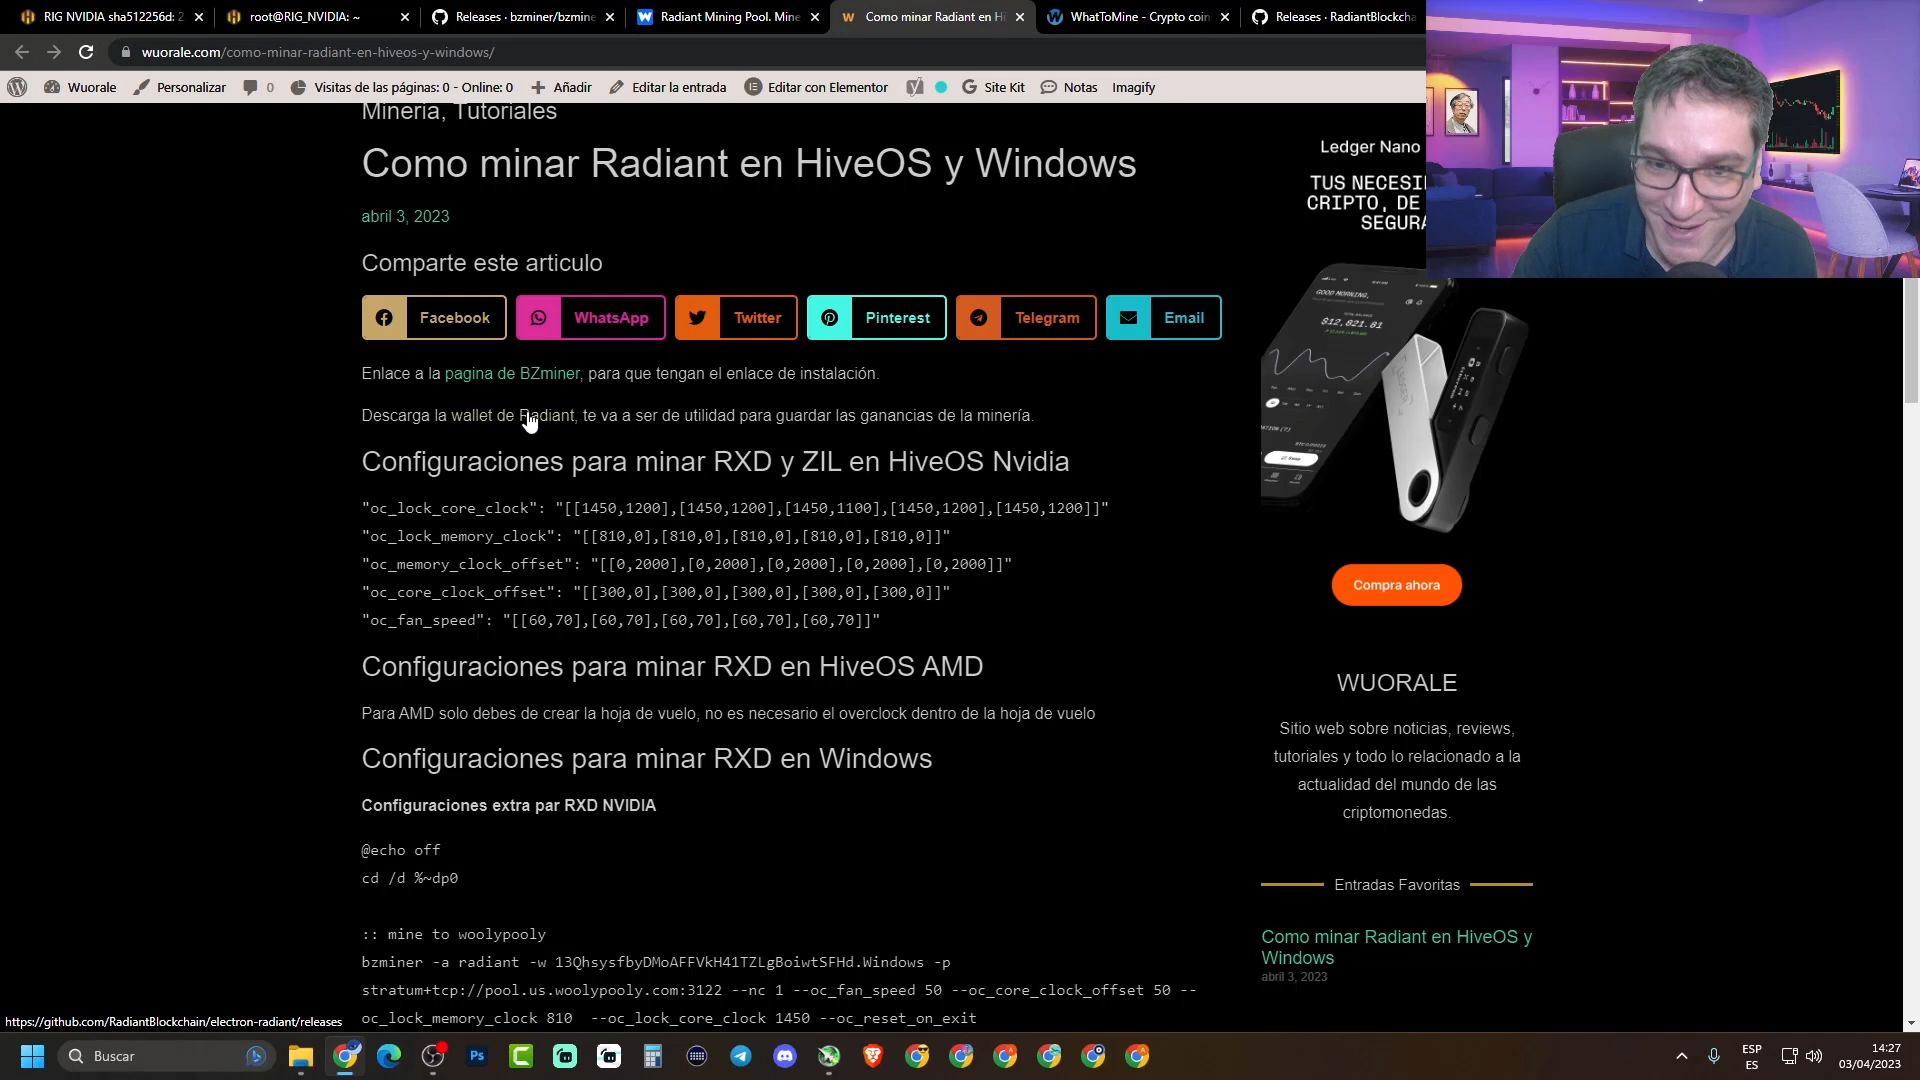 RIG NVIDIA sha512256d: 2
root@RIG_NVIDIA: ~
Releases · bzminer/bzmine
Radiant Mining Pool. Mine
Como minar Radiant en Hi
WhatToMine - Crypto coin
Releases · RadiantBlockcha
wuorale.com/como-minar-radiant-en-hiveos-y-windows/
Wuorale
Personalizar
0
Visitas de las páginas: 0 - Online: 0
Añadir
Editar la entrada
Editar con Elementor
Site Kit
Notas
Imagify
Minería, Tutoriales
Como minar Radiant en HiveOS y Windows
abril 3, 2023
Comparte este articulo
Facebook
WhatsApp
Twitter
Pinterest
Telegram
Email
Enlace a la pagina de BZminer, para que tengan el enlace de instalación.
Descarga la wallet de Radiant, te va a ser de utilidad para guardar las ganancias de la minería.
Configuraciones para minar RXD y ZIL en HiveOS Nvidia
"oc_lock_core_clock": "[[1450,1200],[1450,1200],[1450,1100],[1450,1200],[1450,1200]]"
"oc_lock_memory_clock": "[[810,0],[810,0],[810,0],[810,0],[810,0]]"
"oc_memory_clock_offset": "[[0,2000],[0,2000],[0,2000],[0,2000],[0,2000]]"
"oc_core_clock_offset": "[[300,0],[300,0],[300,0],[300,0],[300,0]]"
"oc_fan_speed": "[[60,70],[60,70],[60,70],[60,70],[60,70]]"
Configuraciones para minar RXD en HiveOS AMD
Para AMD solo debes de crear la hoja de vuelo, no es necesario el overclock dentro de la hoja de vuelo
Configuraciones para minar RXD en Windows
Configuraciones extra par RXD NVIDIA
@echo off
cd /d %~dp0
:: mine to woolypooly
bzminer -a radiant -w 13QhsysfbyDMoAFFVkH41TZLgBoiwtSFHd.Windows -p
stratum+tcp://pool.us.woolypooly.com:3122 --nc 1 --oc_fan_speed 50 --oc_core_clock_offset 50 --
oc_lock_memory_clock 810  --oc_lock_core_clock 1450 --oc_reset_on_exit
Ledger Nano
TUS NECESI
CRIPTO, DE
SEGURA
GOOD MORNING,
$12,821.81
Compra ahora
WUORALE
Sitio web sobre noticias, reviews,
tutoriales y todo lo relacionado a la
actualidad del mundo de las
criptomonedas.
Entradas Favoritas
Como minar Radiant en HiveOS y
Windows
abril 3, 2023
https://github.com/RadiantBlockchain/electron-radiant/releases
Buscar
Ps
ESP
ES
14:27
03/04/2023